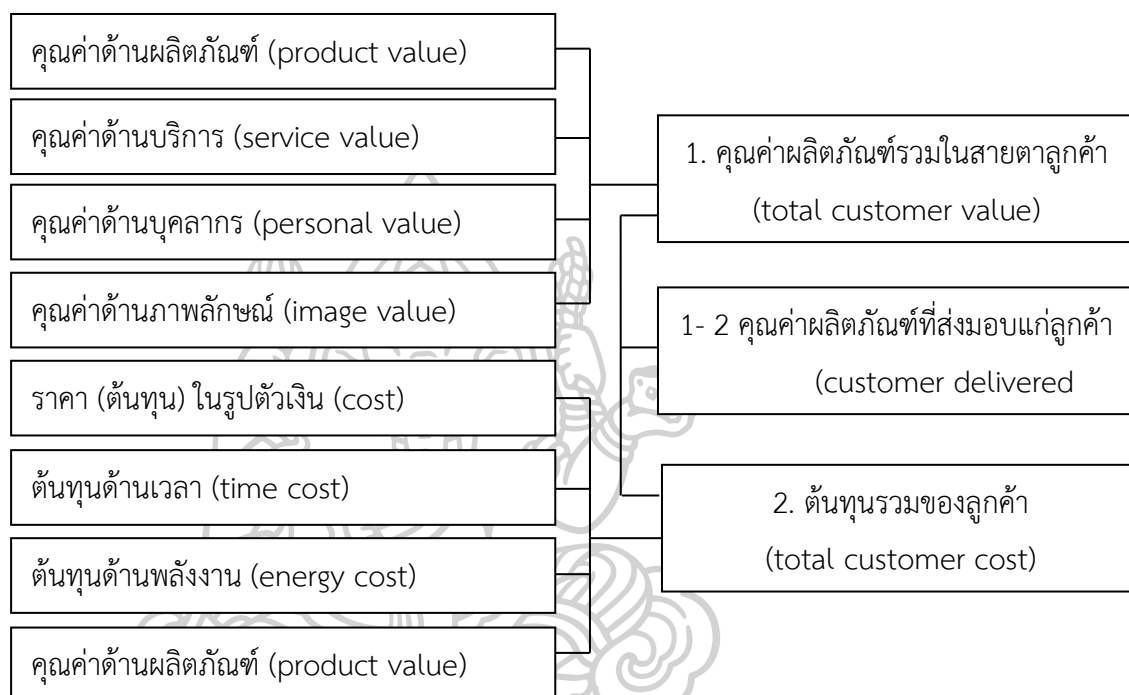 คุณค่าด้านผลิตภัณฑ์ (product value)
คุณค่าด้านบริการ (service value)
คุณค่าด้านบุคลากร (personal value)
คุณค่าด้านภาพลักษณ์ (image value)
ราคา (ต้นทุน) ในรูปตัวเงิน (cost)
ต้นทุนด้านเวลา (time cost)
ต้นทุนด้านพลังงาน (energy cost)
คุณค่าด้านผลิตภัณฑ์ (product value)
1. คุณค่าผลิตภัณฑ์รวมในสายตาลูกค้า
(total customer value)
1- 2 คุณค่าผลิตภัณฑ์ที่ส่งมอบแก่ลูกค้า
(customer delivered
2. ต้นทุนรวมของลูกค้า
(total customer cost)